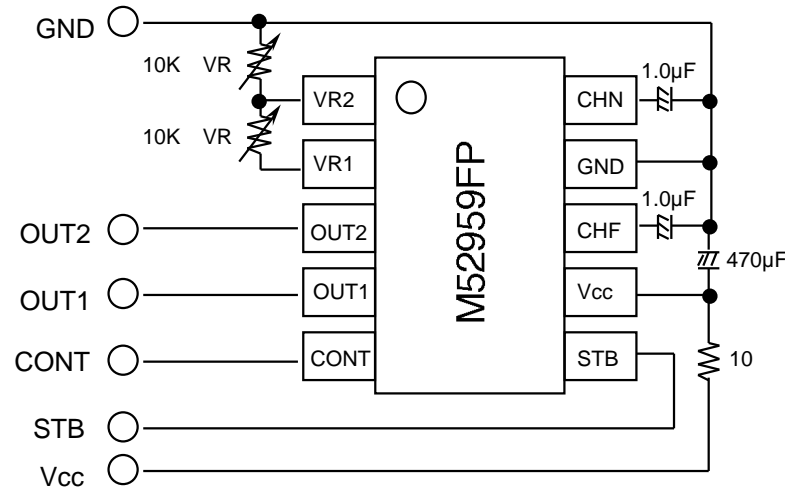 GND
10K VR
VR2
CHN
1.0µF
10K VR
VR1
GND
M52959FP
1.0µF
OUT2
OUT2
CHF
470µF
OUT1
OUT1
Vcc
CONT
CONT
STB
10
STB
Vcc